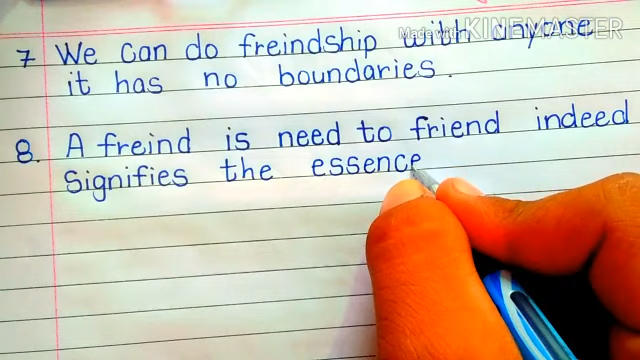 Made with KINEMASTER
7 We can do freindship with anyone
it has no boundaries.
8. A freind is need to friend indeed
Signifies the essence